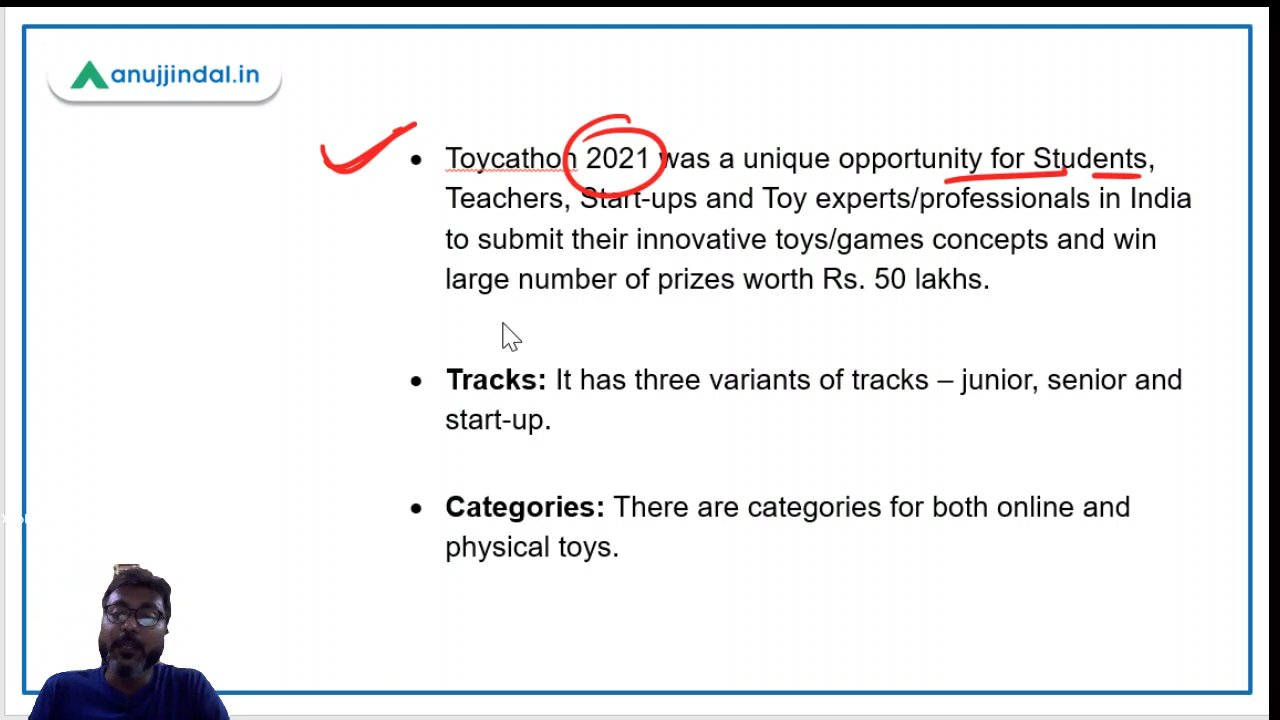 anujjindal.in
• Toycathon 2021 was a unique opportunity for Students,
Teachers, Start-ups and Toy experts/professionals in India
to submit their innovative toys/games concepts and win
large number of prizes worth Rs. 50 lakhs.
• Tracks: It has three variants of tracks – junior, senior and
start-up.
• Categories: There are categories for both online and
physical toys.